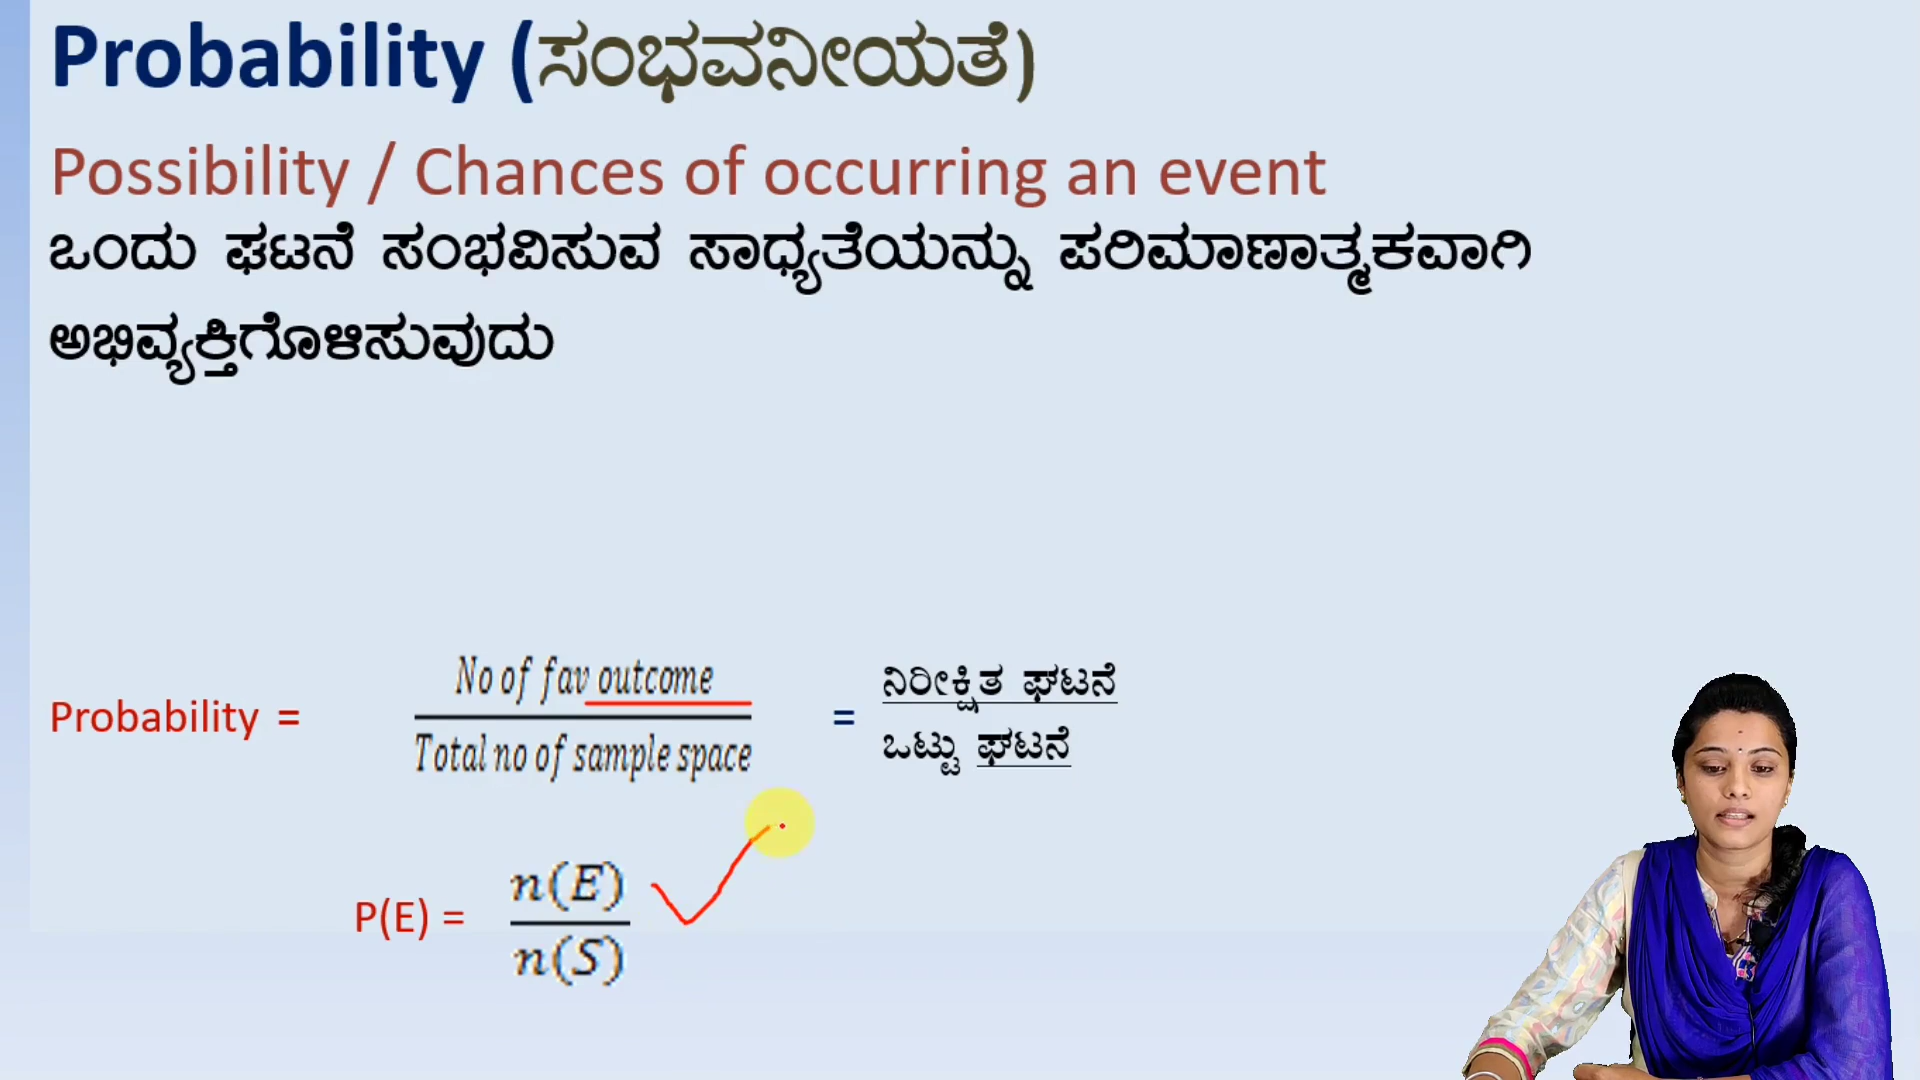 Probability (ಸಂಭವನೀಯತೆ)
Possibility / Chances of occurring an event
ಒಂದು ಘಟನೆ ಸಂಭವಿಸುವ ಸಾಧ್ಯತೆಯನ್ನು ಪರಿಮಾಣಾತ್ಮಕವಾಗಿ
ಅಭಿವ್ಯಕ್ತಿಗೊಳಿಸುವುದು
No of fav outcome
Probability =
Total no of sample space
=
ನಿರೀಕ್ಷಿತ ಘಟನೆ
ಒಟ್ಟು ಘಟನೆ
P(E) =
n(E)
n(S)